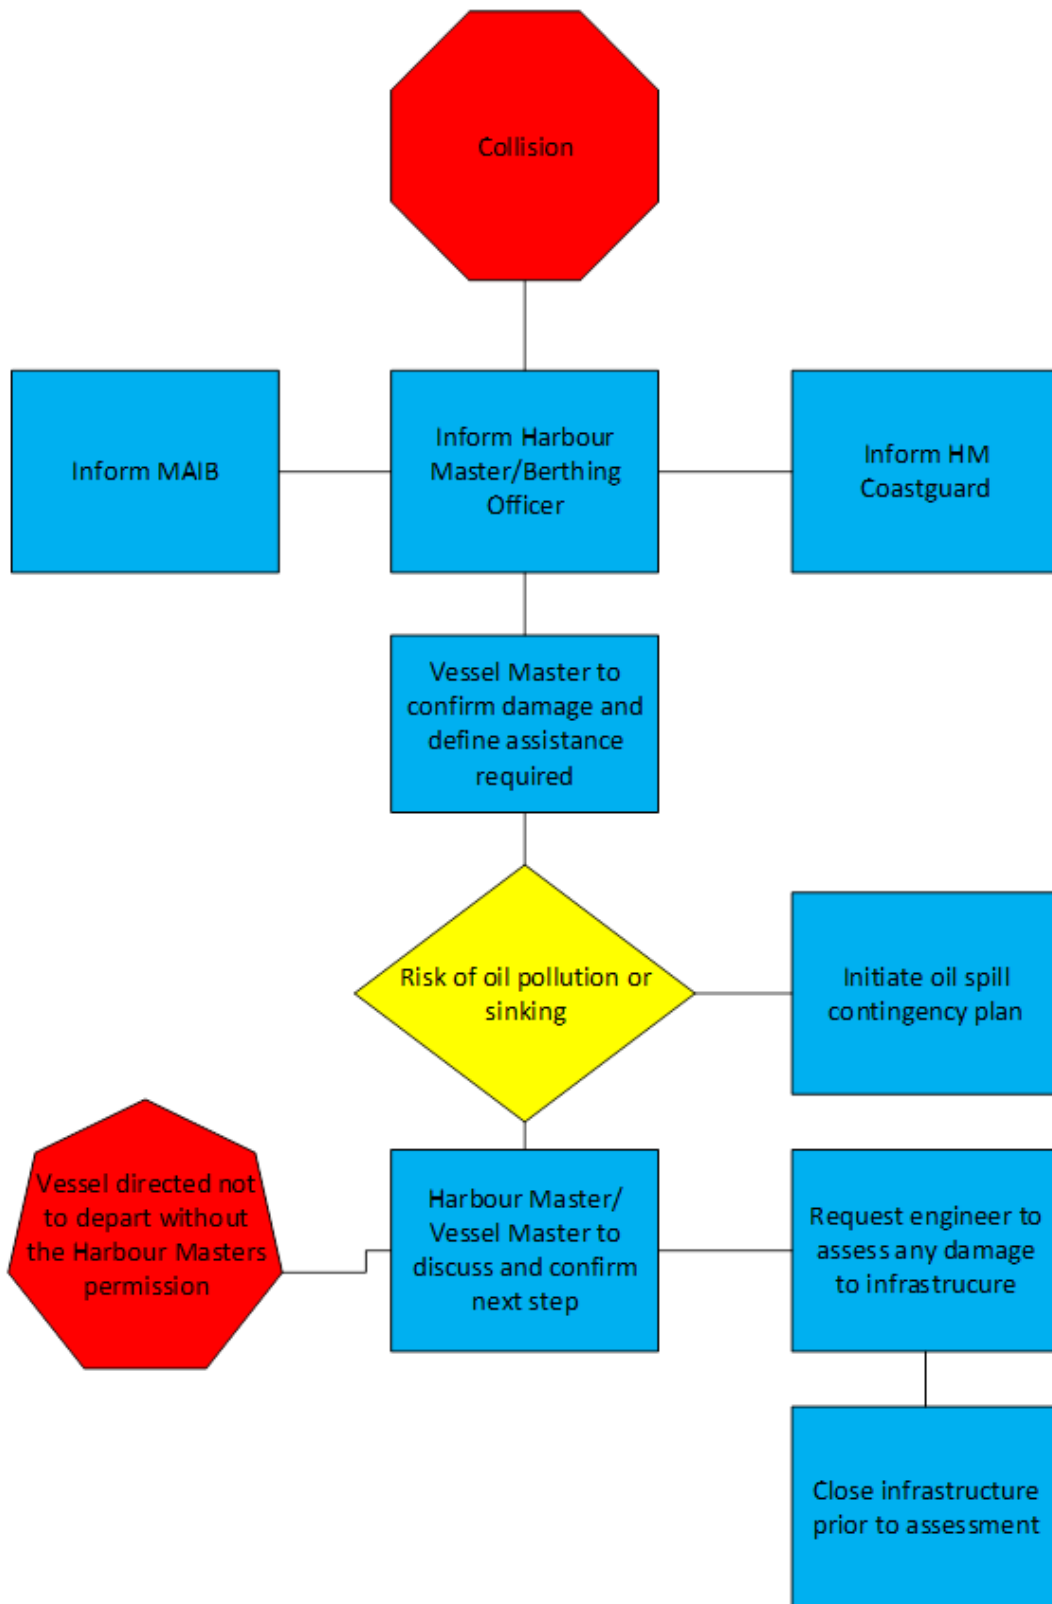 Collision
Inform MAIB
Inform Harbour
Master/Berthing
Officer
Inform HM
Coastguard
Vessel Master to
confirm damage and
define assistance
required
Risk of oil pollution or
sinking
Initiate oil spill
contingency plan
Vessel directed not
to depart without
the Harbour Masters
permission
Harbour Master/
Vessel Master to
discuss and confirm
next step
Request engineer to
assess any damage
to infrastrucure
Close infrastructure
prior to assessment